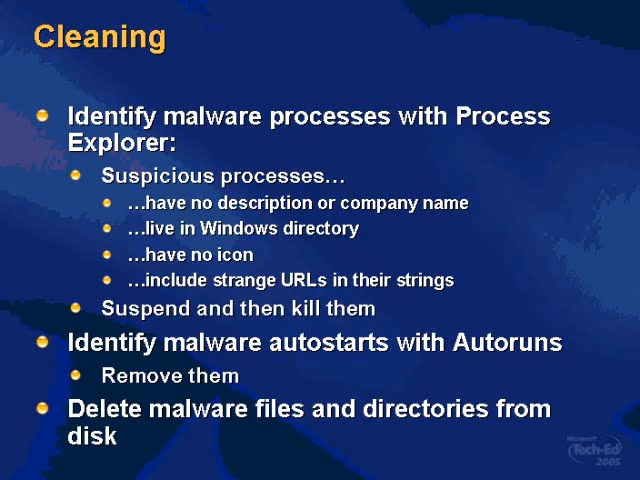 Cleaning
Identify malware processes with Process
Explorer:
Suspicious processes…
…have no description or company name
…live in Windows directory
…have no icon
…include strange URLs in their strings
Suspend and then kill them
Identify malware autostarts with Autoruns
Remove them
Delete malware files and directories from
disk
Microsoft
Tech·Ed
2005